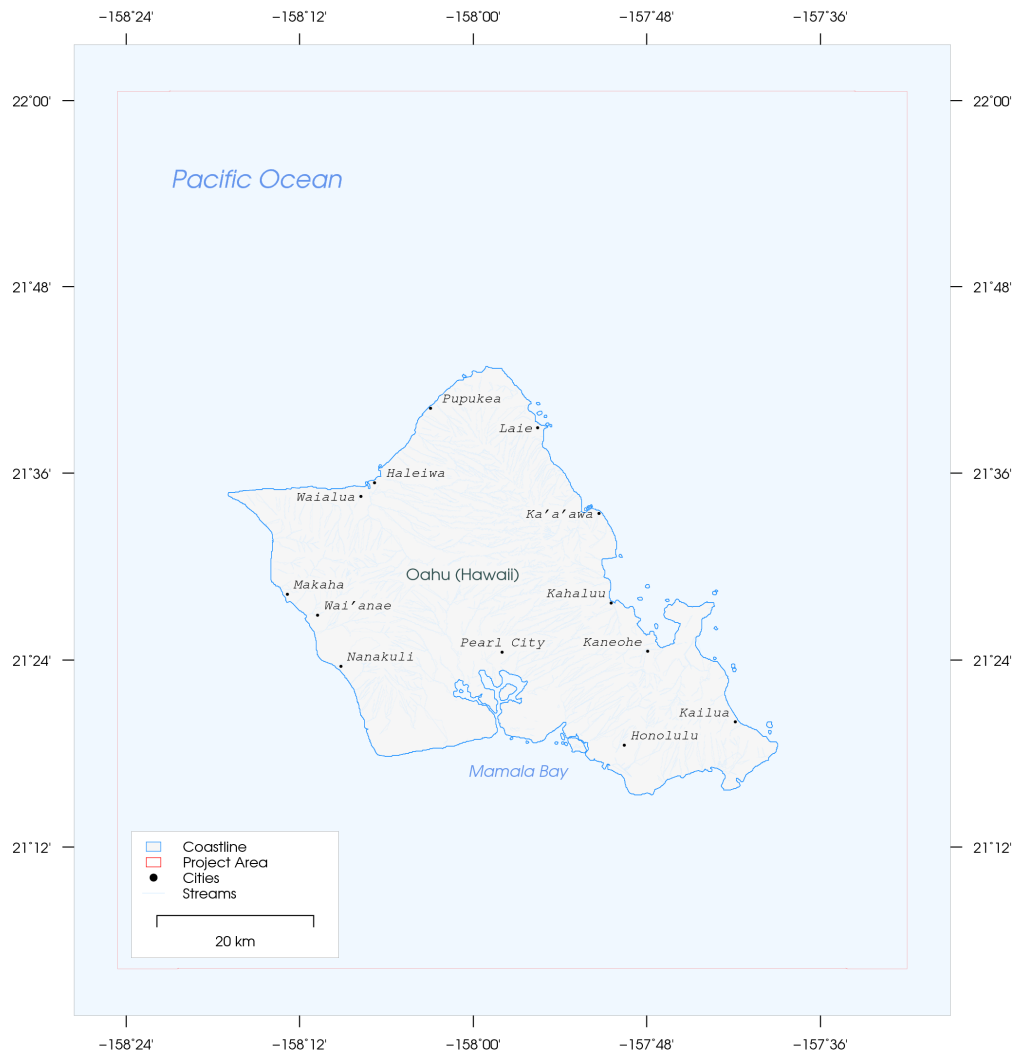 −158˚24' −158˚12' −158˚00' −157˚48' −157˚36'
22˚00' 22˚00'
Pacific Ocean
21˚48' 21˚48'
Pupukea
Laie
21˚36' Haleiwa 21˚36'
Waialua
Ka'a'awa
Oahu (Hawaii)
Makaha
Kahaluu
Wai'anae
Pearl City Kaneohe
Nanakuli
21˚24' 21˚24'
Kailua
Honolulu
Mamala Bay
21˚12' 21˚12'
Coastline
Project Area
Cities
Streams
20 km
−158˚24' −158˚12' −158˚00' −157˚48' −157˚36'